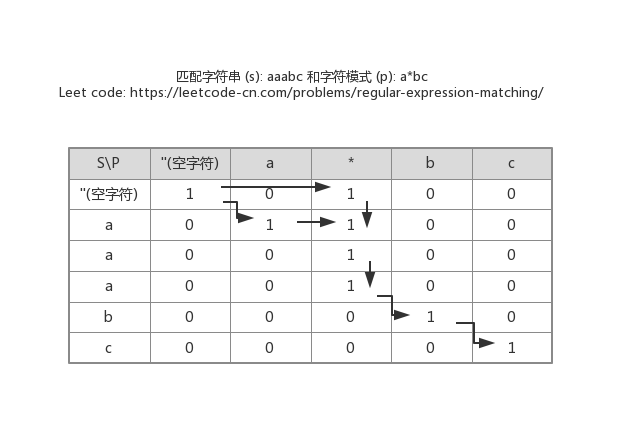 匹配字符串 (s): aaabc 和字符模式 (p): a*bc
Leet code: https://leetcode-cn.com/problems/regular-expression-matching/
S\P ''(空字符) a * b c
''(空字符) 1 0 1 0 0
a 0 1 1 0 0
a 0 0 1 0 0
a 0 0 1 0 0
b 0 0 0 1 0
c 0 0 0 0 1